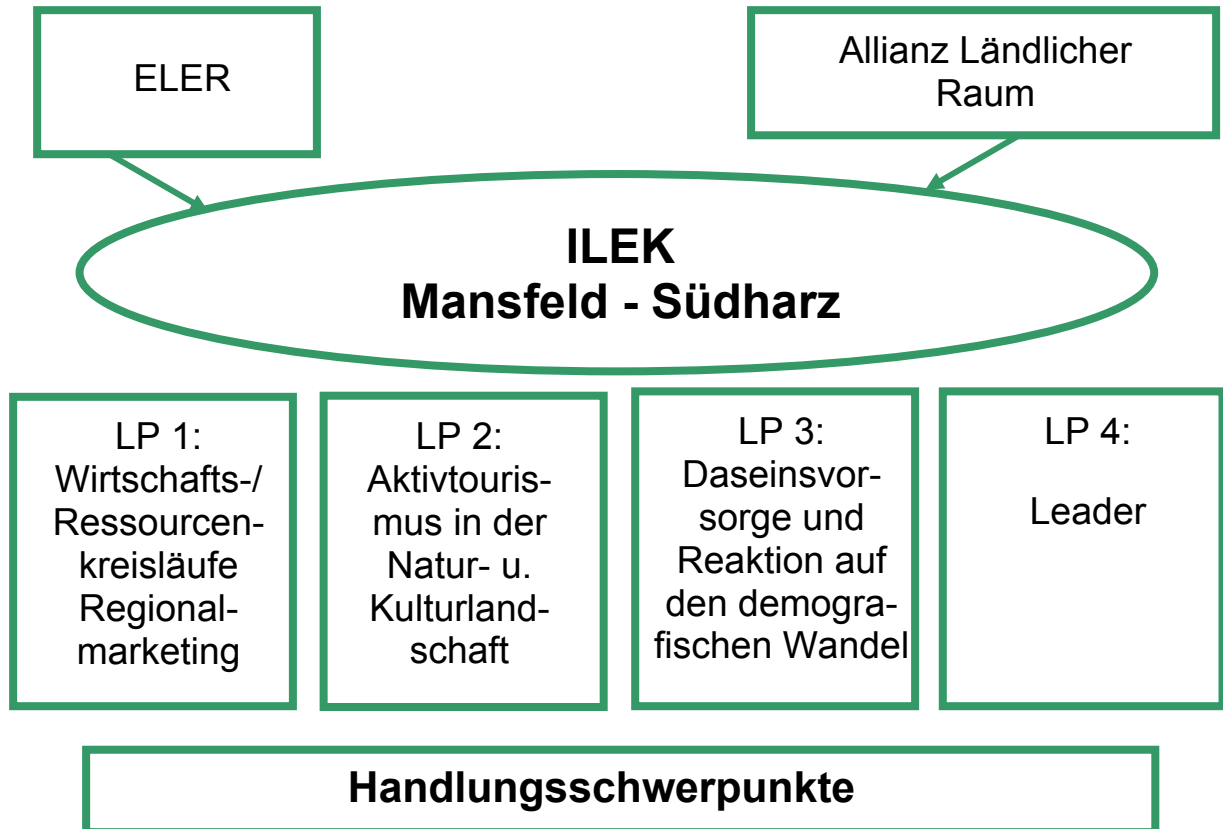 ELER
Allianz Ländlicher
Raum
ILEK
Mansfeld - Südharz
LP 1:
Wirtschafts-/
Ressourcen-
kreisläufe
Regional-
marketing
LP 2:
Aktivtouris-
mus in der
Natur- u.
Kulturland-
schaft
LP 3:
Daseinsvor-
sorge und
Reaktion auf
den demogra-
fischen Wandel
LP 4:
Leader
Handlungsschwerpunkte